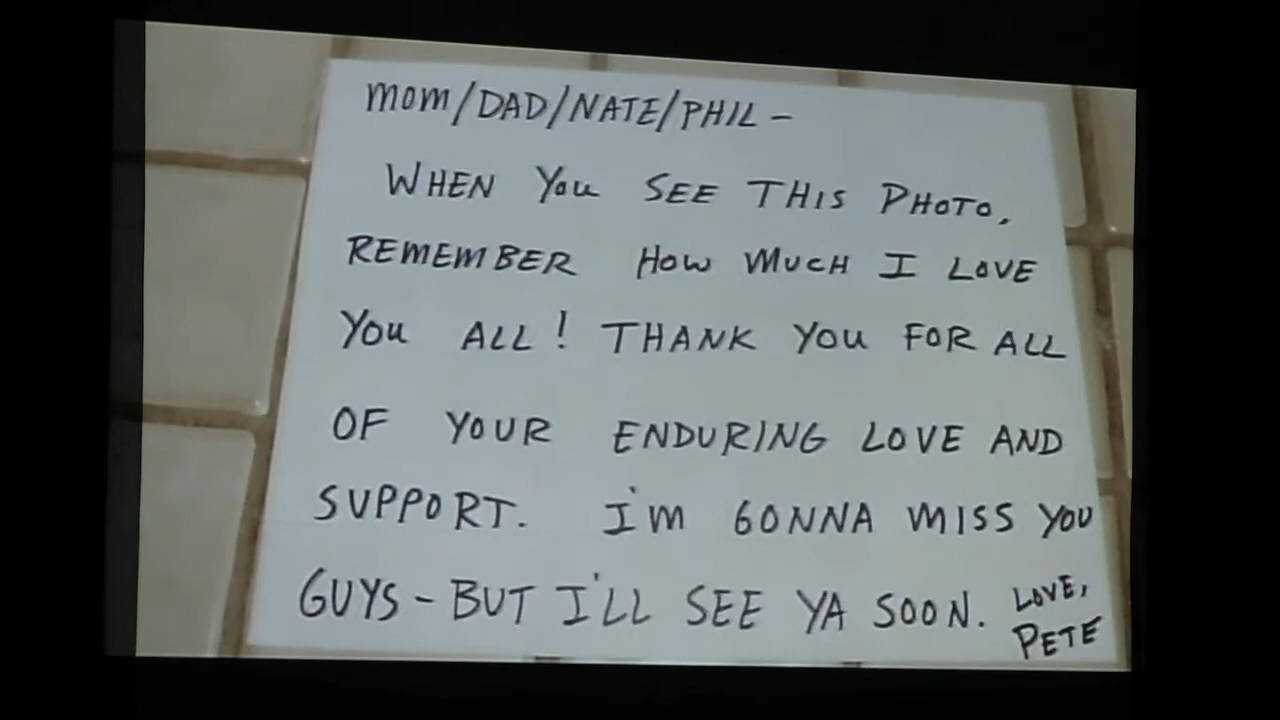 MOM/DAD/NATE/PHIL -
WHEN YOU SEE THIS PHOTO,
REMEMBER HOW MUCH I LOVE
YOU ALL! THANK YOU FOR ALL
OF YOUR ENDURING LOVE AND
SUPPORT. I'M GONNA MISS YOU
GUYS - BUT I'LL SEE YA SOON.
LOVE,
PETE